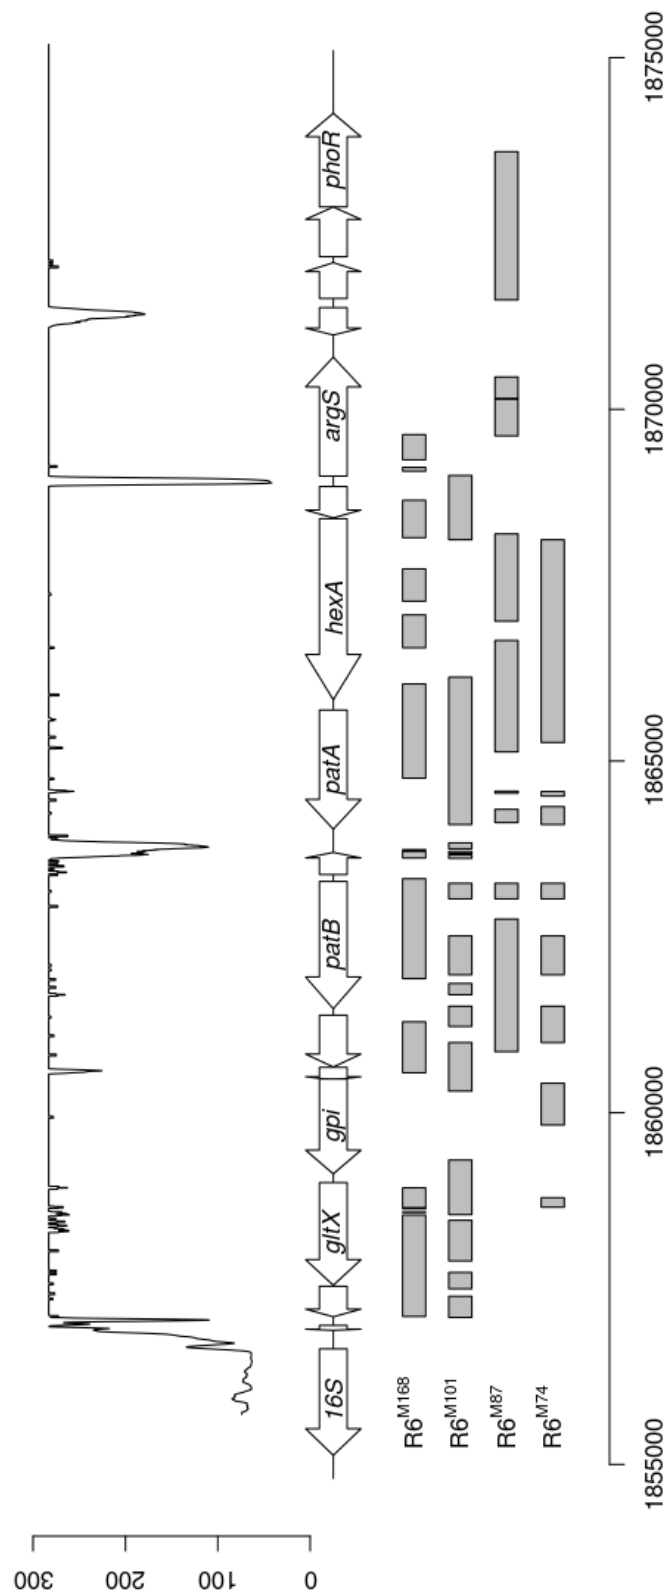 300
200
100
0
16S
gltX
gpi
patB
patA
hexA
argS
phoR
R6M168
R6M101
R6M87
R6M74
1855000
1860000
1865000
1870000
1875000